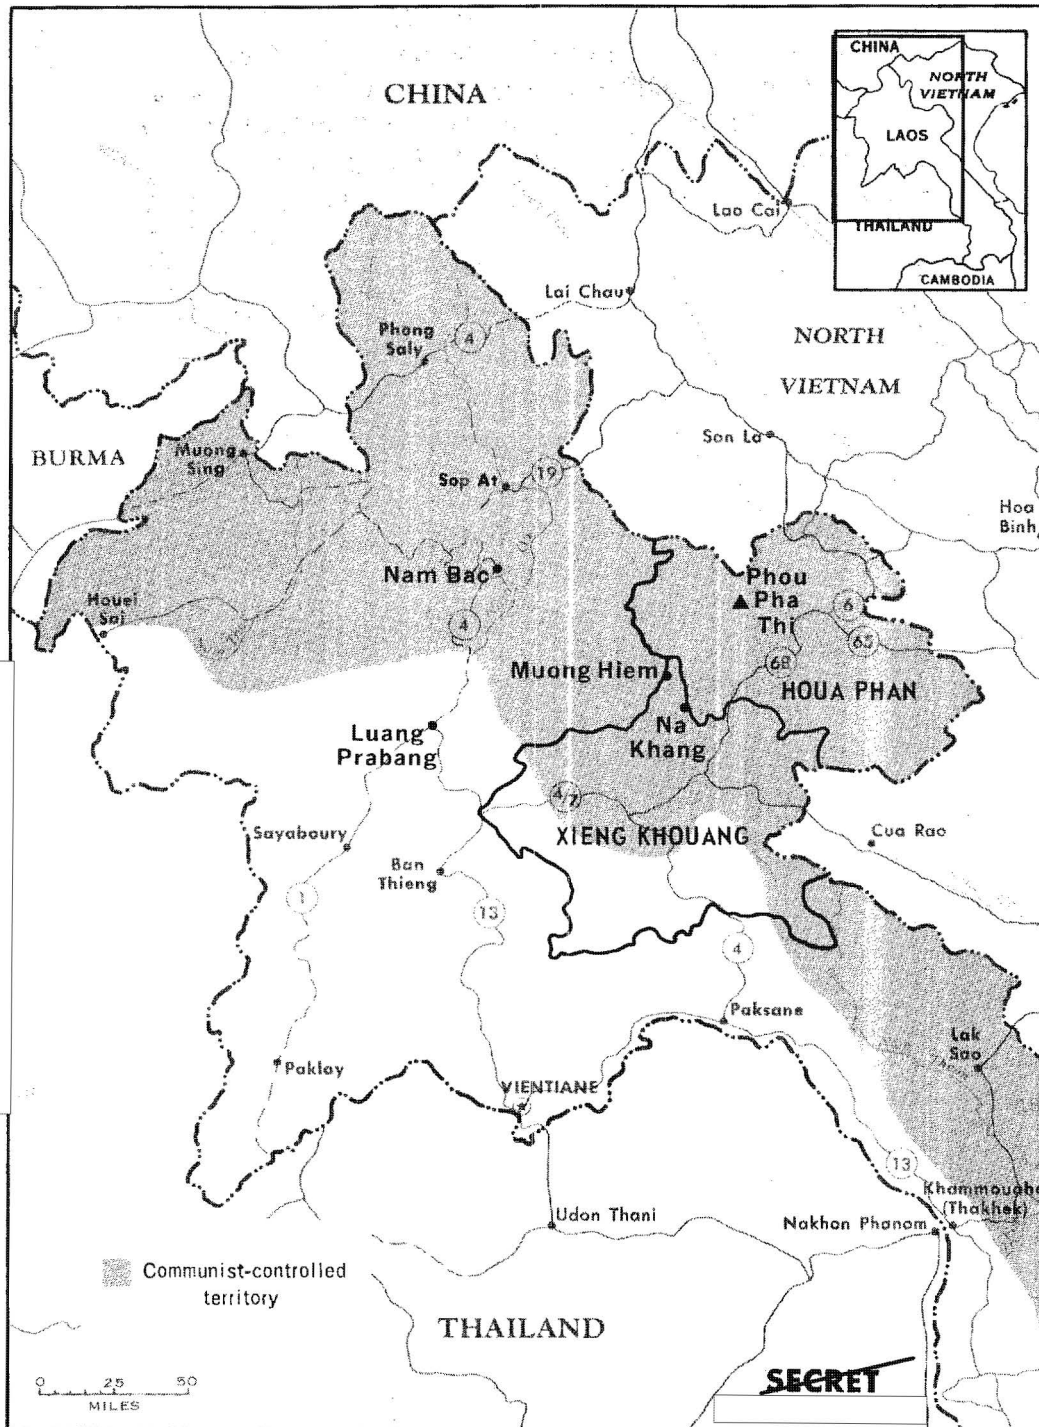 CHINA
NORTH
VIETNAM
LAOS
THAILAND
CAMBODIA
CHINA
Lao Cai
Lai Chau
Phong
Saly
4
NORTH
VIETNAM
BURMA
Muong
Sing
Son La
Sop At
19
Hoa
Binh
Nam Bac
Phou
Pha
Thi
Houei
Sai
4
6
65
68
Muong Hiem
HOUA PHAN
Na
Khang
Luang
Prabang
4/7
XIENG KHOUANG
Cua Rao
Sayaboury
Ban
Thieng
1
13
4
Paksane
Lak
Sao
Paklay
VIENTIANE
13
Khammouane
(Thakhek)
Udon Thani
Nakhon Phanom
Communist-controlled
territory
THAILAND
0 25 50
MILES
SECRET